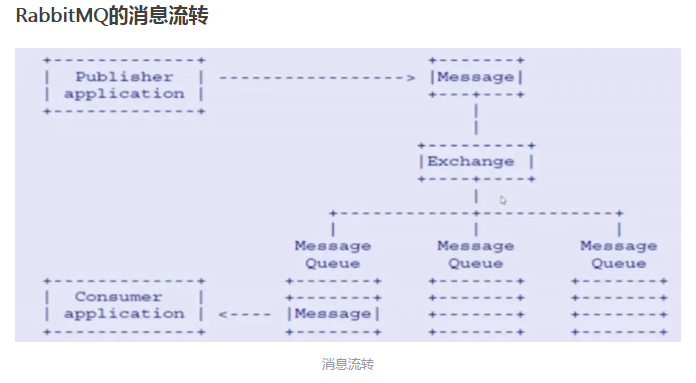 RabbitMQ的消息流转
Publisher
application
Message
Exchange
Message
Queue
Message
Queue
Message
Queue
Consumer
application
Message
消息流转